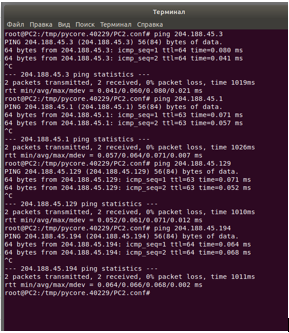 Терминал
Файл Правка Вид Поиск Терминал Справка
root@PC2:/tmp/pycore.40229/PC2.conf# ping 204.188.45.3
PING 204.188.45.3 (204.188.45.3) 56(84) bytes of data.
64 bytes from 204.188.45.3: icmp_seq=1 ttl=64 time=0.080 ms
64 bytes from 204.188.45.3: icmp_seq=2 ttl=64 time=0.041 ms
^C
--- 204.188.45.3 ping statistics ---
2 packets transmitted, 2 received, 0% packet loss, time 1019ms
rtt min/avg/max/mdev = 0.041/0.060/0.080/0.021 ms
root@PC2:/tmp/pycore.40229/PC2.conf# ping 204.188.45.1
PING 204.188.45.1 (204.188.45.1) 56(84) bytes of data.
64 bytes from 204.188.45.1: icmp_seq=1 ttl=63 time=0.071 ms
64 bytes from 204.188.45.1: icmp_seq=2 ttl=63 time=0.057 ms
^C
--- 204.188.45.1 ping statistics ---
2 packets transmitted, 2 received, 0% packet loss, time 1026ms
rtt min/avg/max/mdev = 0.057/0.064/0.071/0.007 ms
root@PC2:/tmp/pycore.40229/PC2.conf# ping 204.188.45.129
PING 204.188.45.129 (204.188.45.129) 56(84) bytes of data.
64 bytes from 204.188.45.129: icmp_seq=1 ttl=63 time=0.071 ms
64 bytes from 204.188.45.129: icmp_seq=2 ttl=63 time=0.052 ms
^C
--- 204.188.45.129 ping statistics ---
2 packets transmitted, 2 received, 0% packet loss, time 1010ms
rtt min/avg/max/mdev = 0.052/0.061/0.071/0.012 ms
root@PC2:/tmp/pycore.40229/PC2.conf# ping 204.188.45.194
PING 204.188.45.194 (204.188.45.194) 56(84) bytes of data.
64 bytes from 204.188.45.194: icmp_seq=1 ttl=64 time=0.064 ms
64 bytes from 204.188.45.194: icmp_seq=2 ttl=64 time=0.068 ms
^C
--- 204.188.45.194 ping statistics ---
2 packets transmitted, 2 received, 0% packet loss, time 1011ms
rtt min/avg/max/mdev = 0.064/0.066/0.068/0.002 ms
root@PC2:/tmp/pycore.40229/PC2.conf#